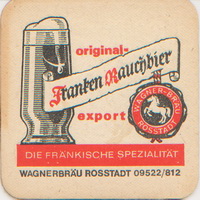 original-
Franken Rauchbier
export
WAGNER-BRÄU
ROSSTADT
DIE FRÄNKISCHE SPEZIALITÄT
WAGNERBRÄU ROSSTADT 09522/812